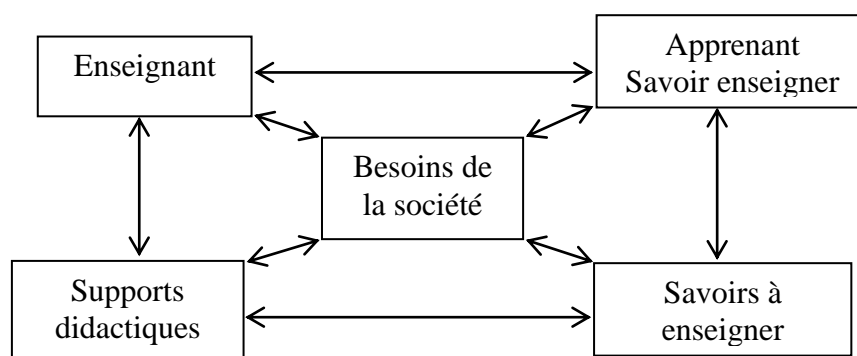 Enseignant
Apprenant
Savoir enseigner
Besoins de
la société
Supports
didactiques
Savoirs à
enseigner